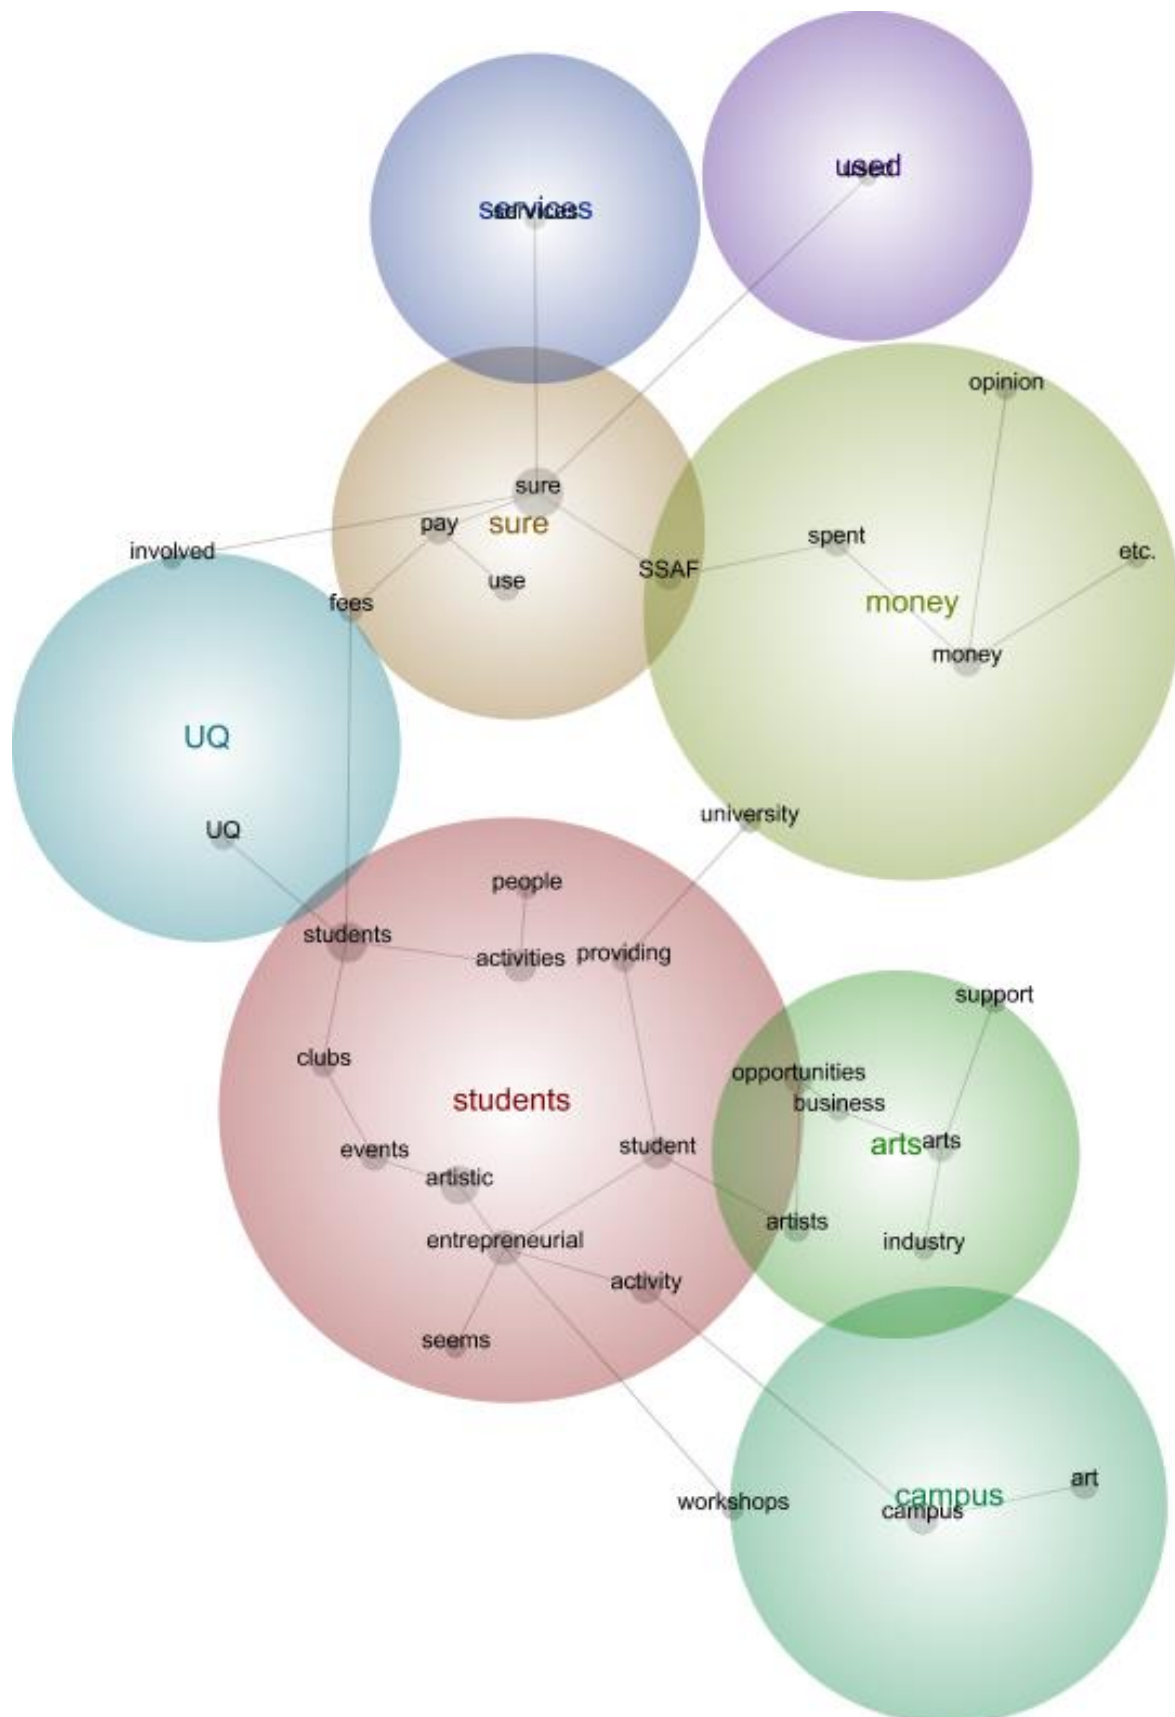 used
used
services
services
opinion
sure
pay
sure
spent
involved
etc.
SSAF
use
fees
money
money
UQ
university
UQ
people
students
providing
activities
support
clubs
opportunities
business
students
student
arts
arts
events
artistic
artists
entrepreneurial
industry
activity
seems
art
campus
workshops
campus